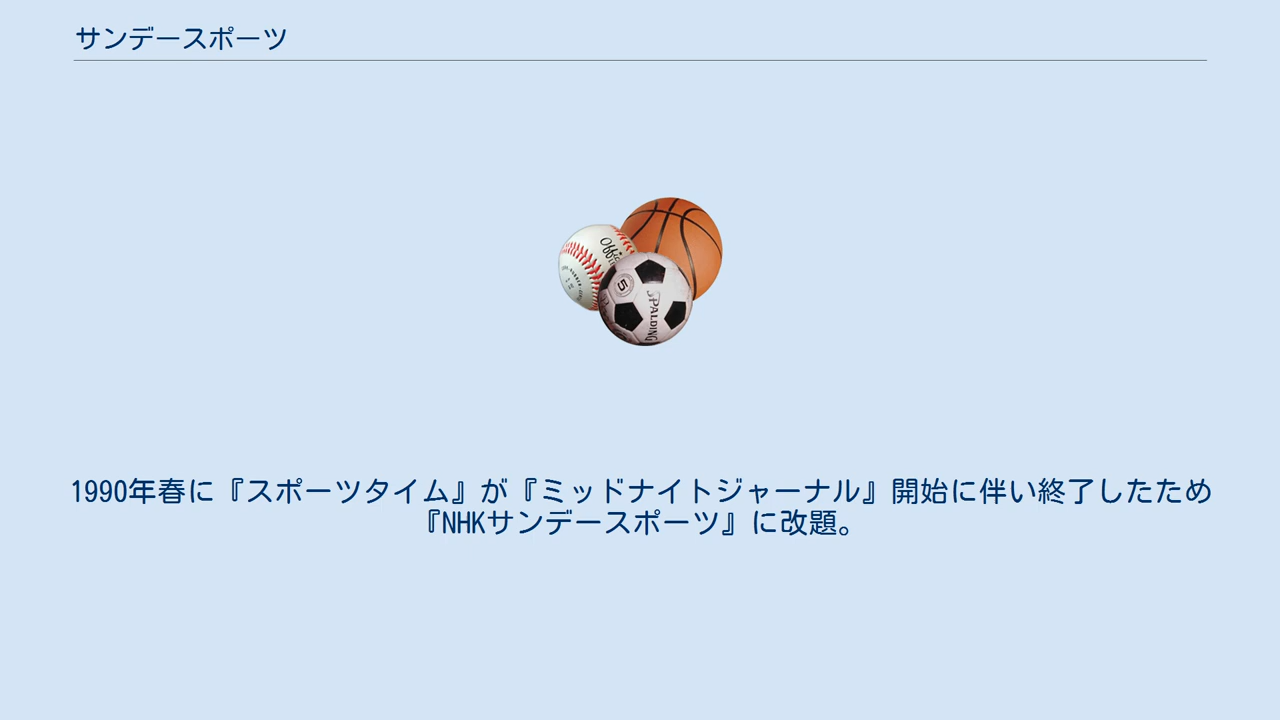 サンデースポーツ
Offic
5
SPALDING
1990年春に『スポーツタイム』が『ミッドナイトジャーナル』開始に伴い終了したため
『NHKサンデースポーツ』に改題。